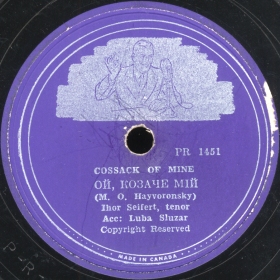 PR 1451
COSSACK OF MINE
ОЙ, КОЗАЧЕ МІЙ
(M. O. Hayvoronsky)
Ihor Seifert, tenor
Acc: Luba Sluzar
Copyright Reserved
MADE IN CANADA
P-R